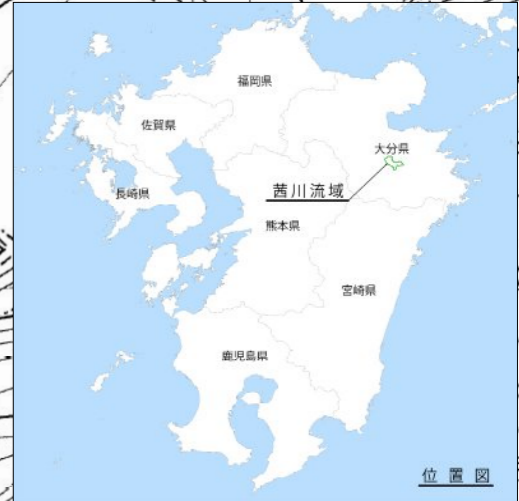 福岡県
佐賀県
大分県
茜川流域
長崎県
熊本県
宮崎県
鹿児島県
位置図